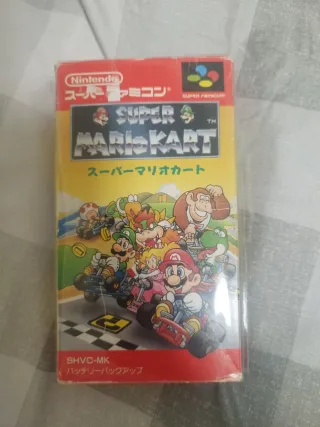 Nintendo
スーパーファミコン
SUPER FAMICOM
SUPER
MARIO KART
TM
スーパーマリオカート
SHVC-MK
バッテリーバックアップ